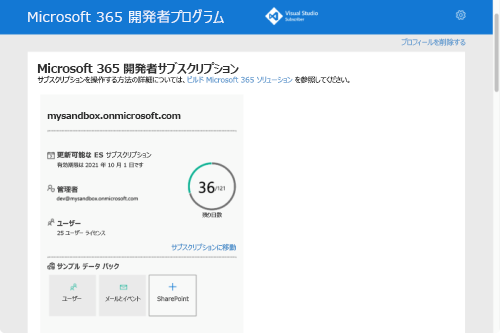 Microsoft 365 開発者プログラム
Visual Studio
Subscriber
プロフィールを削除する
Microsoft 365 開発者サブスクリプション
サブスクリプションを操作する方法の詳細については、ビルド Microsoft 365 ソリューション を参照してください。
mysandbox.onmicrosoft.com
更新可能な E5 サブスクリプション
有効期限は 2021 年 10 月 1 日です
36/121
残り日数
管理者
dev@mysandbox.onmicrosoft.com
ユーザー
25 ユーザー ライセンス
サブスクリプションに移動
サンプル データ パック
ユーザー
メールとイベント
SharePoint